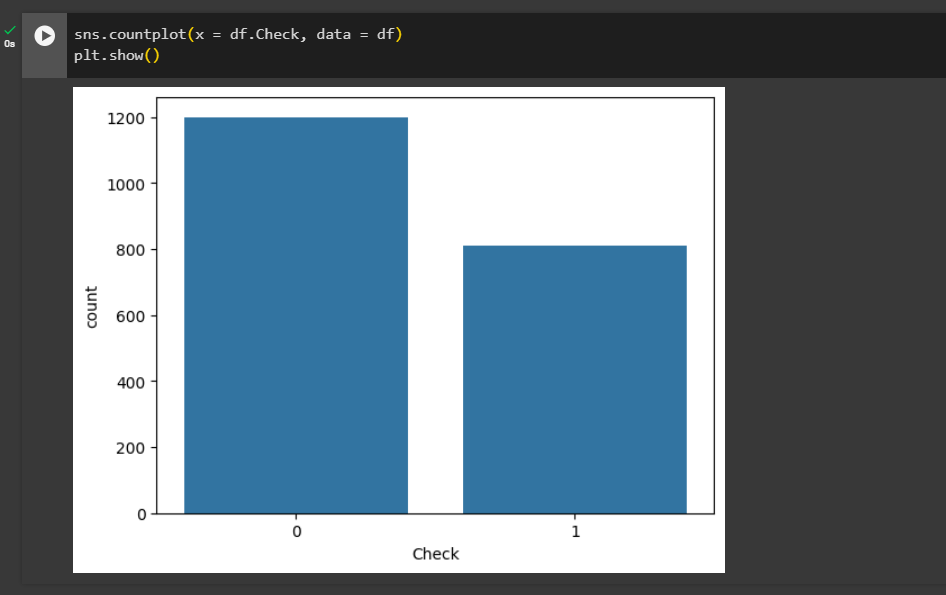 sns.countplot(x = df.Check, data = df)
0s
plt.show()
1200
1000
800
600
400
200
0
count
0 1
Check